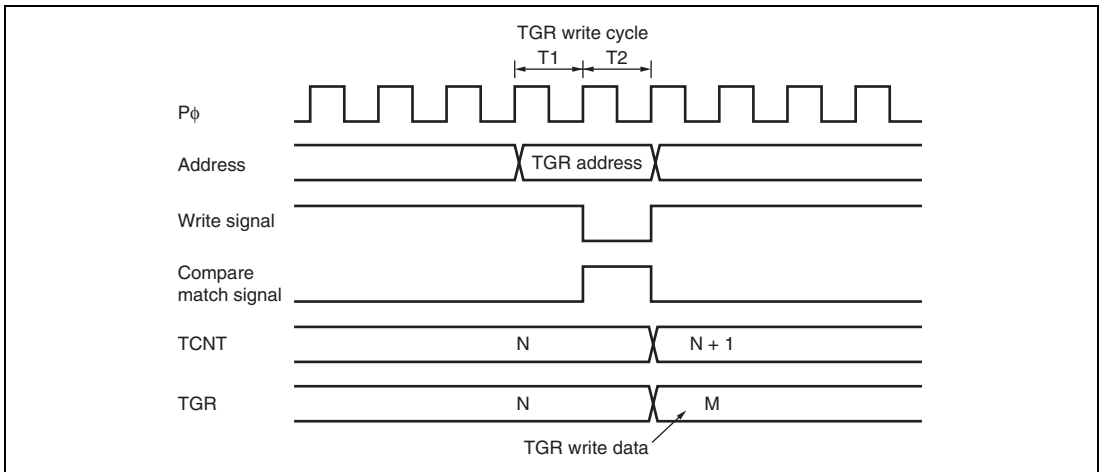 TGR write cycle
T1 T2
Pϕ
Address TGR address
Write signal
Compare
match signal
TCNT N N + 1
TGR N M
TGR write data